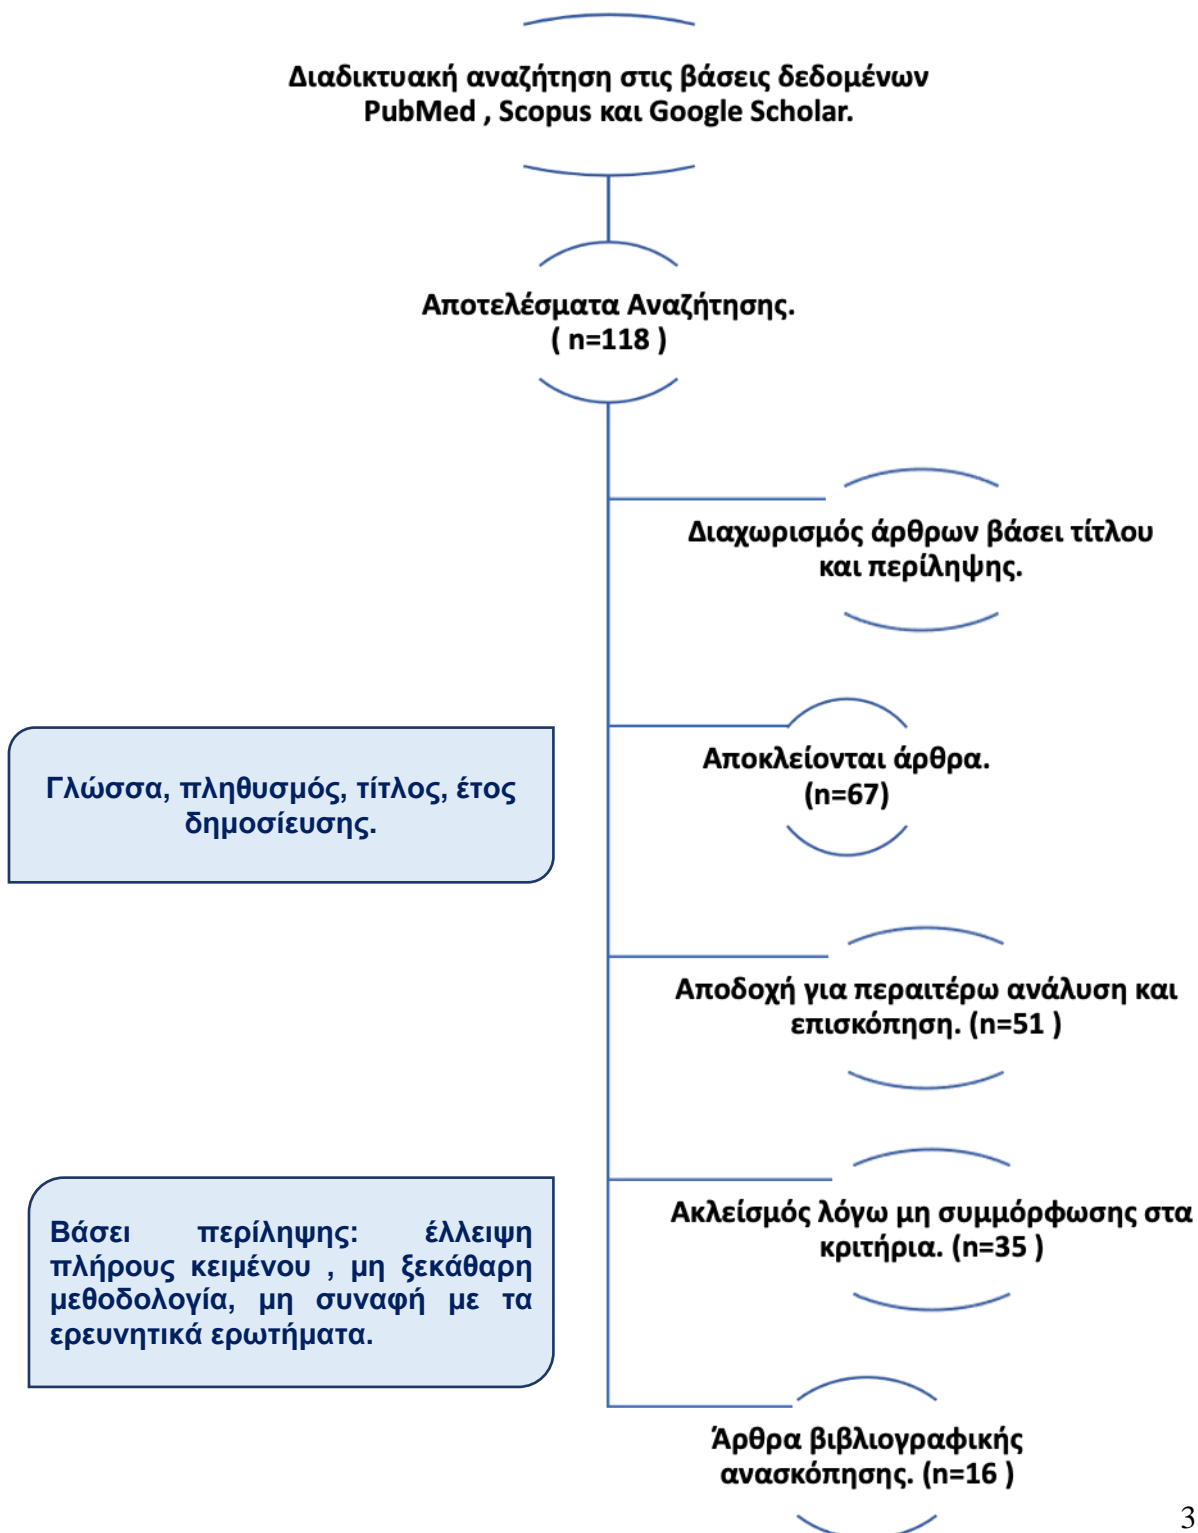 Διαδικτυακή αναζήτηση στις βάσεις δεδομένων
PubMed , Scopus και Google Scholar.
Αποτελέσματα Αναζήτησης.
( n=118 )
Διαχωρισμός άρθρων βάσει τίτλου
και περίληψης.
Γλώσσα, πληθυσμός, τίτλος, έτος
δημοσίευσης.
Αποκλείονται άρθρα.
(n=67)
Αποδοχή για περαιτέρω ανάλυση και
επισκόπηση. (n=51 )
Βάσει περίληψης: έλλειψη
πλήρους κειμένου , μη ξεκάθαρη
μεθοδολογία, μη συναφή με τα
ερευνητικά ερωτήματα.
Ακλείσμός λόγω μη συμμόρφωσης στα
κριτήρια. (n=35 )
Άρθρα βιβλιογραφικής
ανασκόπησης. (n=16 )
3